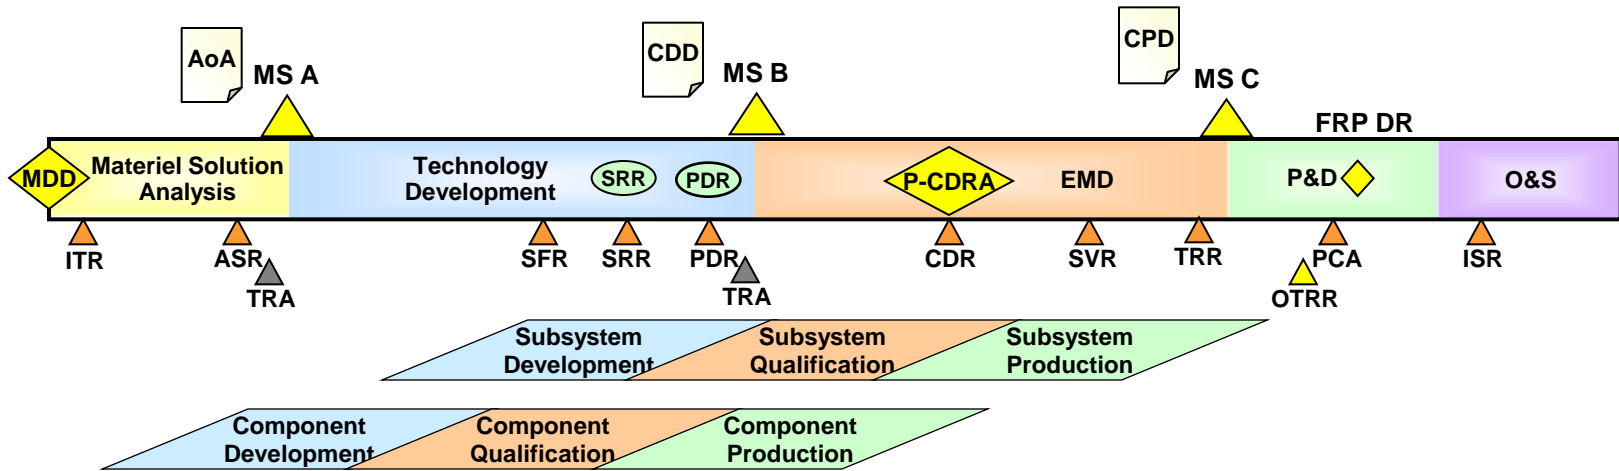 AoA
MS A
CDD
MS B
CPD
MS C
FRP DR
MDD
Materiel Solution
Analysis
Technology
Development
SRR
PDR
P-CDRA
EMD
P&D
O&S
ITR
ASR
TRA
SFR
SRR
PDR
TRA
CDR
SVR
TRR
OTRR
PCA
ISR
Subsystem
Development
Subsystem
Qualification
Subsystem
Production
Component
Development
Component
Qualification
Component
Production